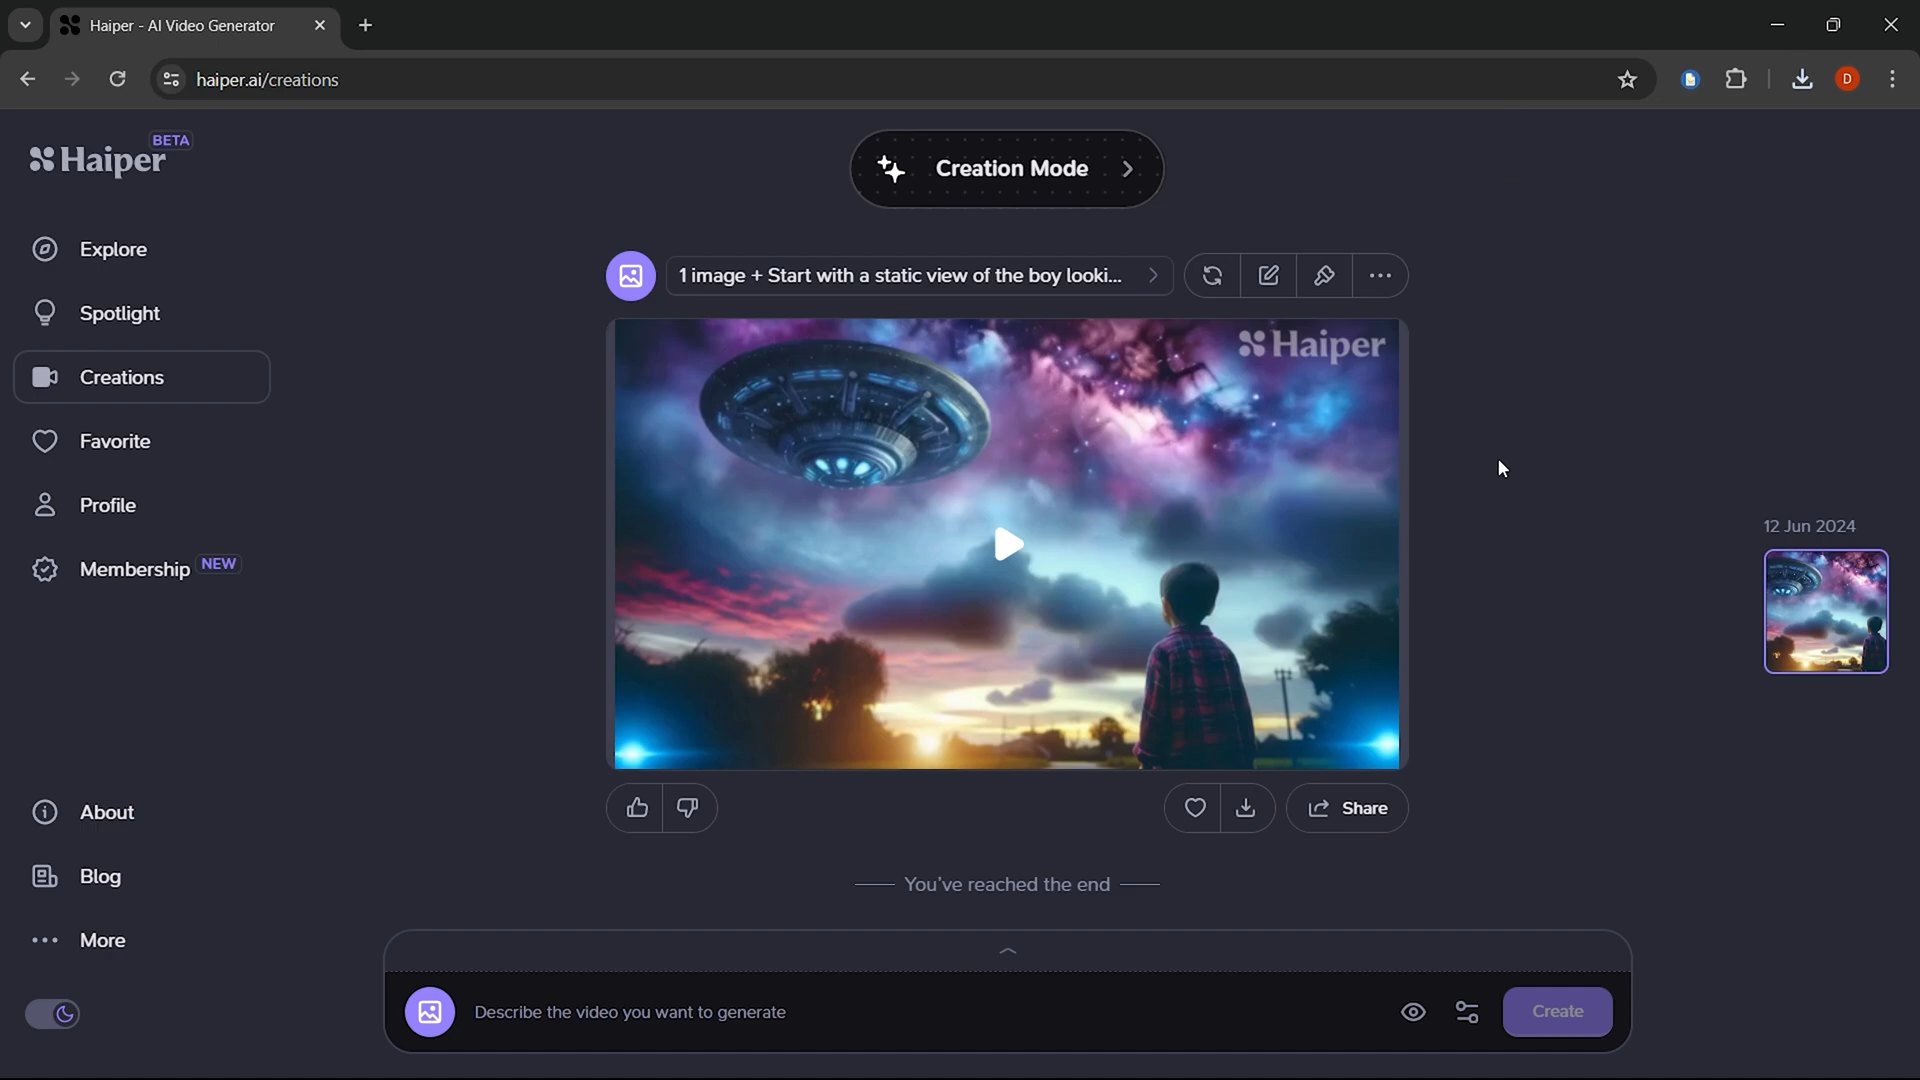 Haiper - AI Video Generator
haiper.ai/creations
D
Haiper BETA
Creation Mode
Explore
Spotlight
Creations
Favorite
Profile
Membership NEW
1 image + Start with a static view of the boy looki...
Haiper
12 Jun 2024
Share
You've reached the end
About
Blog
More
Describe the video you want to generate
Create